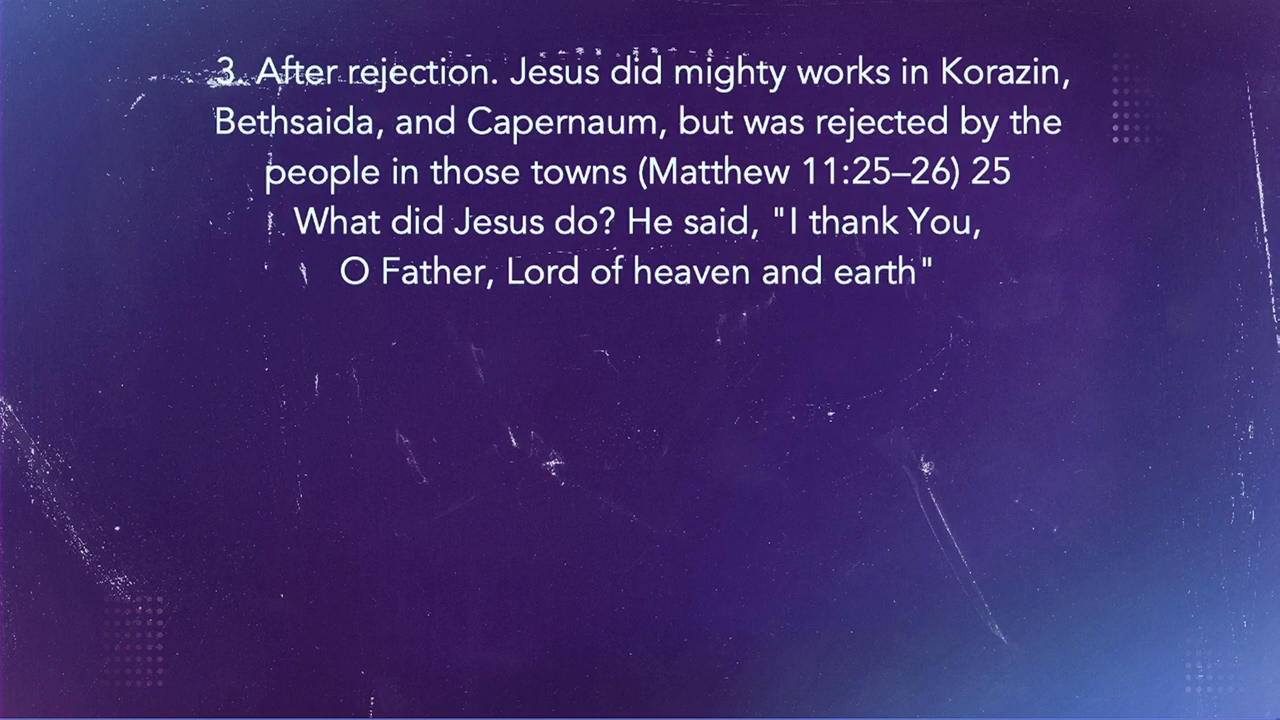 3. After rejection. Jesus did mighty works in Korazin,
Bethsaida, and Capernaum, but was rejected by the
people in those towns (Matthew 11:25–26) 25
What did Jesus do? He said, "I thank You,
O Father, Lord of heaven and earth"